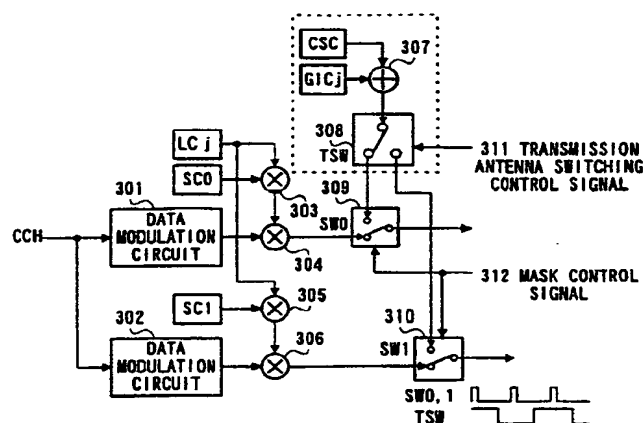 CSC
307
GICj
LCj
308
TSW
311 TRANSMISSION
ANTENNA SWITCHING
CONTROL SIGNAL
SC0
301
303
309
SW0
CCH
DATA
MODULATION
CIRCUIT
304
312 MASK CONTROL
SIGNAL
SC1
305
302
310
DATA
MODULATION
CIRCUIT
306
SW1
SW0,1
TSW